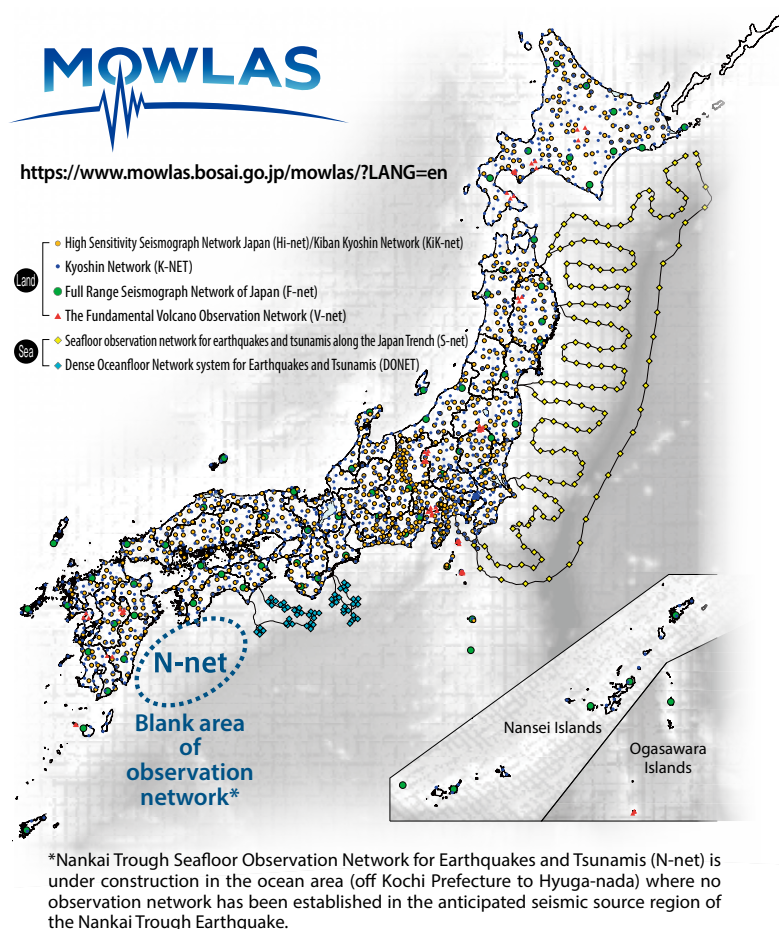 MOWLAS
https://www.mowlas.bosai.go.jp/mowlas/?LANG=en
Land
High Sensitivity Seismograph Network Japan (Hi-net)/Kiban Kyoshin Network (KiK-net)
Kyoshin Network (K-NET)
Full Range Seismograph Network of Japan (F-net)
The Fundamental Volcano Observation Network (V-net)
Sea
Seafloor observation network for earthquakes and tsunamis along the Japan Trench (S-net)
Dense Oceanfloor Network system for Earthquakes and Tsunamis (DONET)
N-net
Blank area
of
observation
network*
Nansei Islands
Ogasawara
Islands
*Nankai Trough Seafloor Observation Network for Earthquakes and Tsunamis (N-net) is
under construction in the ocean area (off Kochi Prefecture to Hyuga-nada) where no
observation network has been established in the anticipated seismic source region of
the Nankai Trough Earthquake.